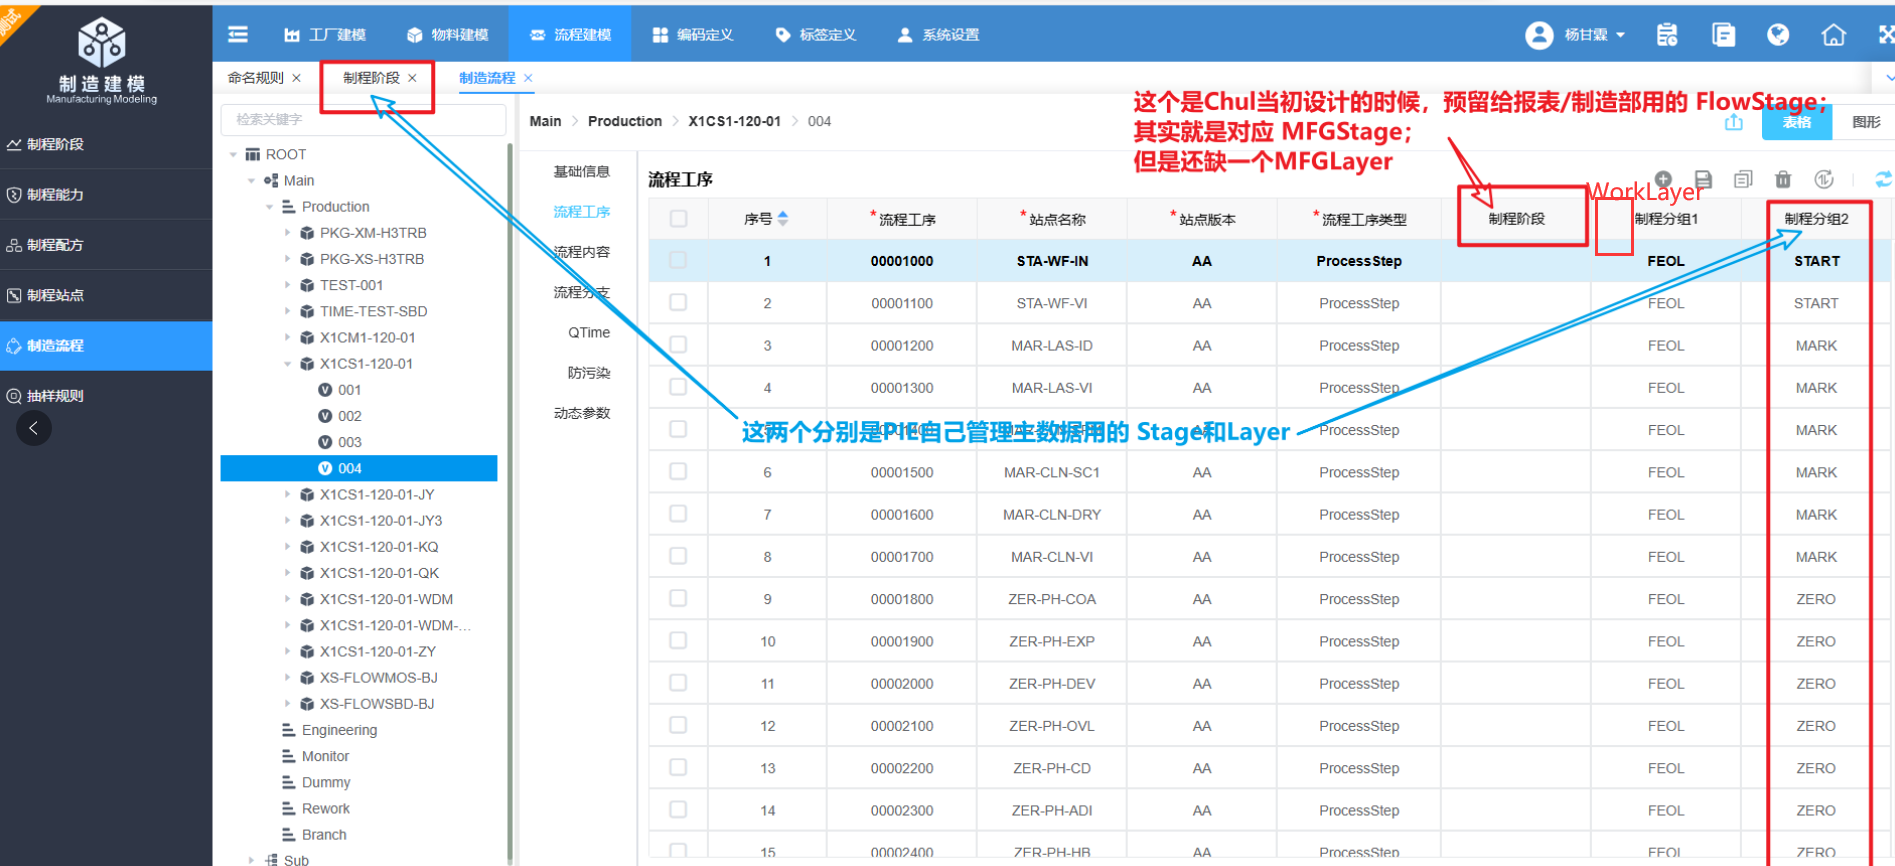 测试
制造建模
Manufacturing Modeling
工厂建模
物料建模
流程建模
编码定义
标签定义
系统设置
杨甘霖
命名规则 ×
制程阶段 ×
制造流程 ×
制程阶段
制程能力
制程配方
制程站点
制造流程
抽样规则
检索关键字
ROOT
Main
Production
PKG-XM-H3TRB
PKG-XS-H3TRB
TEST-001
TIME-TEST-SBD
X1CM1-120-01
X1CS1-120-01
001
002
003
004
X1CS1-120-01-JY
X1CS1-120-01-JY3
X1CS1-120-01-KQ
X1CS1-120-01-QK
X1CS1-120-01-WDM
X1CS1-120-01-WDM-...
X1CS1-120-01-ZY
XS-FLOWMOS-BJ
XS-FLOWSBD-BJ
Engineering
Monitor
Dummy
Rework
Branch
Sub
Main > Production > X1CS1-120-01 > 004
这个是Chul当初设计的时候，预留给报表/制造部用的 FlowStage；
其实就是对应 MFGStage；
但是还缺一个MFGLayer
表格
图形
基础信息
流程工序
流程内容
流程分支
QTime
防污染
动态参数
流程工序
WorkLayer
序号 *流程工序 *站点名称 *站点版本 *流程工序类型 制程阶段 制程分组1 制程分组2
1 00001000 STA-WF-IN AA ProcessStep FEOL START
2 00001100 STA-WF-VI AA ProcessStep FEOL START
3 00001200 MAR-LAS-ID AA ProcessStep FEOL MARK
4 00001300 MAR-LAS-VI AA ProcessStep FEOL MARK
这两个分别是PIE自己管理主数据用的 Stage和Layer
AA ProcessStep FEOL MARK
6 00001500 MAR-CLN-SC1 AA ProcessStep FEOL MARK
7 00001600 MAR-CLN-DRY AA ProcessStep FEOL MARK
8 00001700 MAR-CLN-VI AA ProcessStep FEOL MARK
9 00001800 ZER-PH-COA AA ProcessStep FEOL ZERO
10 00001900 ZER-PH-EXP AA ProcessStep FEOL ZERO
11 00002000 ZER-PH-DEV AA ProcessStep FEOL ZERO
12 00002100 ZER-PH-OVL AA ProcessStep FEOL ZERO
13 00002200 ZER-PH-CD AA ProcessStep FEOL ZERO
14 00002300 ZER-PH-ADI AA ProcessStep FEOL ZERO
15 00002400 ZER-PH-HB AA ProcessStep FEOL ZERO